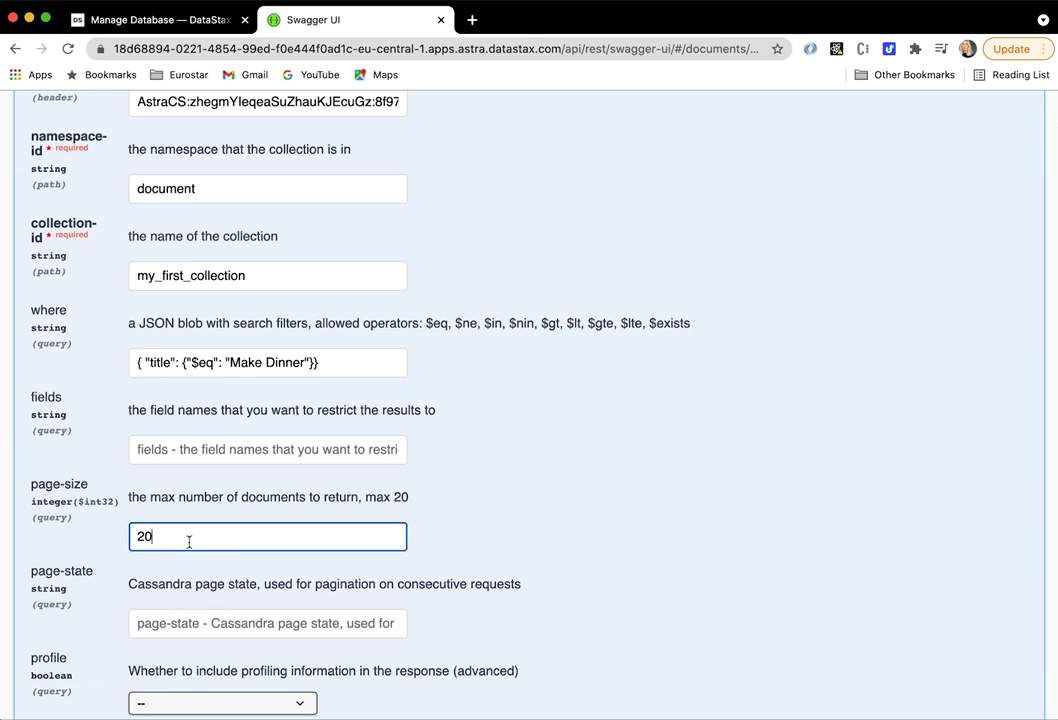 DS Manage Database — DataStax
Swagger UI
18d68894-0221-4854-99ed-f0e444f0ad1c-eu-central-1.apps.astra.datastax.com/api/rest/swagger-ui/#/documents/...
Update
Apps
Bookmarks
Eurostar
Gmail
YouTube
Maps
Other Bookmarks
Reading List
(header)
AstraCS:zhegmYIeqeaSuZhauKJEcuGz:8f97
namespace-
id * required
string
(path)
the namespace that the collection is in
document
collection-
id * required
string
(path)
the name of the collection
my_first_collection
where
string
(query)
a JSON blob with search filters, allowed operators: $eq, $ne, $in, $nin, $gt, $lt, $gte, $lte, $exists
{ "title": {"$eq": "Make Dinner"}}
fields
string
(query)
the field names that you want to restrict the results to
fields - the field names that you want to restri
page-size
integer($int32)
(query)
the max number of documents to return, max 20
20
page-state
string
(query)
Cassandra page state, used for pagination on consecutive requests
page-state - Cassandra page state, used for
profile
boolean
(query)
Whether to include profiling information in the response (advanced)
--